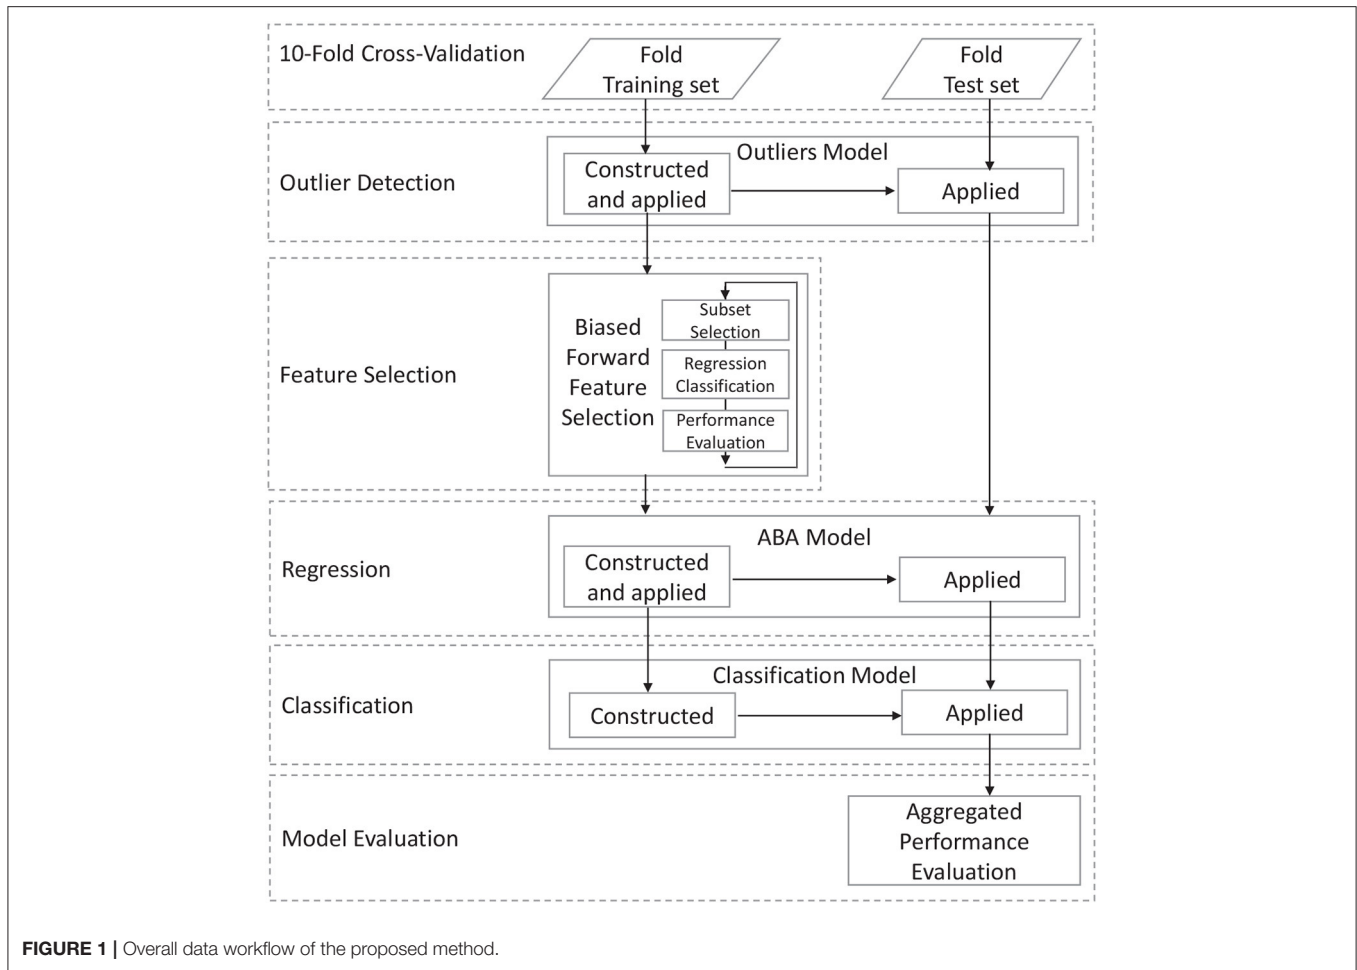 10-Fold Cross-Validation
Fold
Training set
Fold
Test set
Outlier Detection
Outliers Model
Constructed
and applied
Applied
Feature Selection
Biased
Forward
Feature
Selection
Subset
Selection
Regression
Classification
Performance
Evaluation
Regression
ABA Model
Constructed
and applied
Applied
Classification
Classification Model
Constructed
Applied
Model Evaluation
Aggregated
Performance
Evaluation
FIGURE 1 | Overall data workflow of the proposed method.